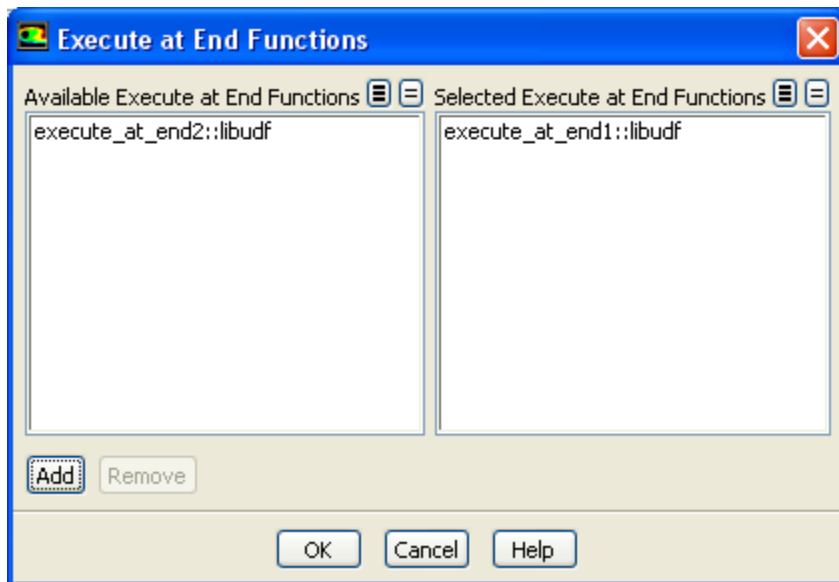 Execute at End Functions
Available Execute at End Functions
Selected Execute at End Functions
execute_at_end2::libudf
execute_at_end1::libudf
Add
Remove
OK
Cancel
Help